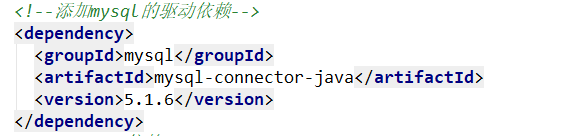 <!--添加mysql的驱动依赖-->
<dependency>
<groupId>mysql</groupId>
<artifactId>mysql-connector-java</artifactId>
<version>5.1.6</version>
</dependency>